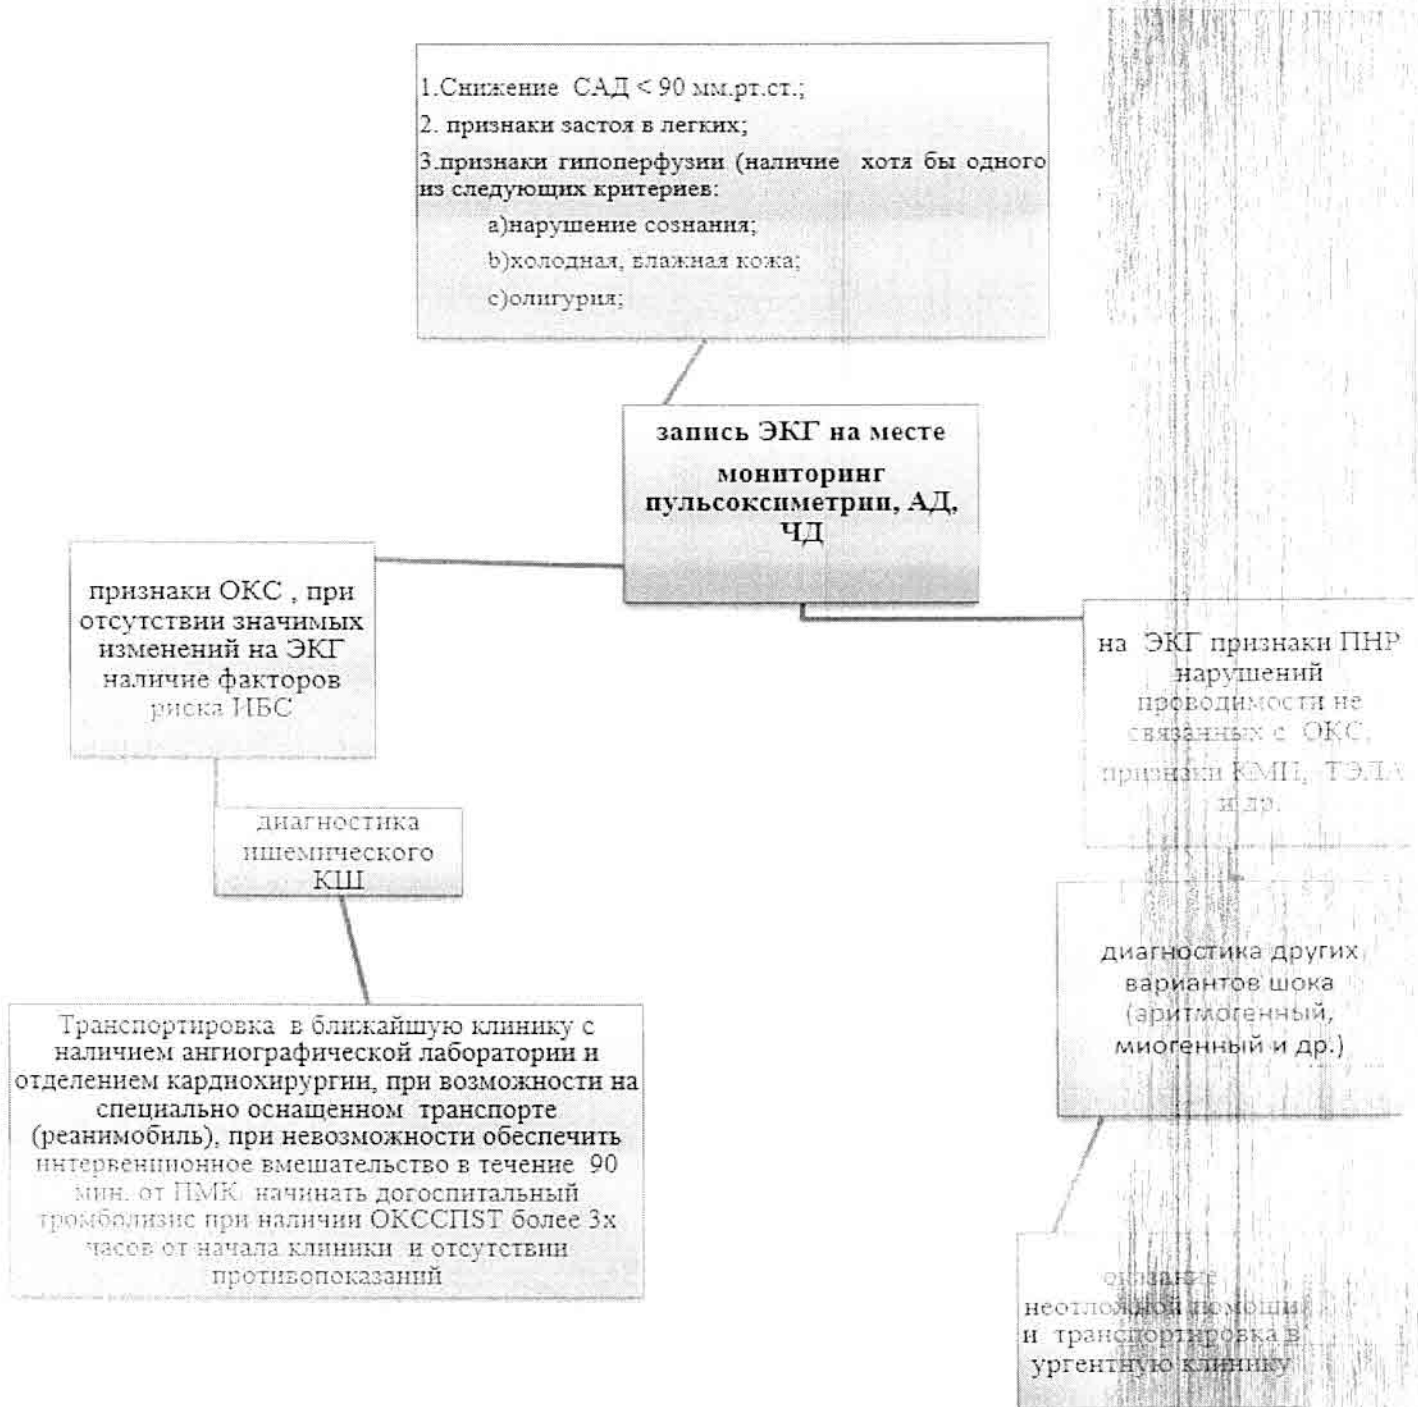 1.Снижение САД < 90 мм.рт.ст.;
2. признаки застоя в легких;
3.признаки гипоперфузии (наличие хотя бы одного
из следующих критериев:
a)нарушение сознания;
b)холодная, влажная кожа;
c)олигурия;
запись ЭКГ на месте
мониторинг
пульсоксиметрии, АД,
ЧД
признаки ОКС , при
отсутствии значимых
изменений на ЭКГ
наличие факторов
риска ИБС
на ЭКГ признаки ПНР
нарушений
проводимости не
связанных с ОКС,
признаки КМП, ТЭЛА
и др.
диагностика
ишемического
КШ
диагностика других
вариантов шока
(аритмогенный,
миогенный и др.)
Транспортировка в ближайшую клинику с
наличием ангиографической лаборатории и
отделением кардиохирургии, при возможности на
специально оснащенном транспорте
(реанимобиль), при невозможности обеспечить
интервенционное вмешательство в течение 90
мин. от ПМК начинать догоспитальный
тромболизис при наличии ОКССПST более 3х
часов от начала клиники и отсутствии
противопоказаний
оказание
неотложной помощи
и транспортировка в
ургентную клинику